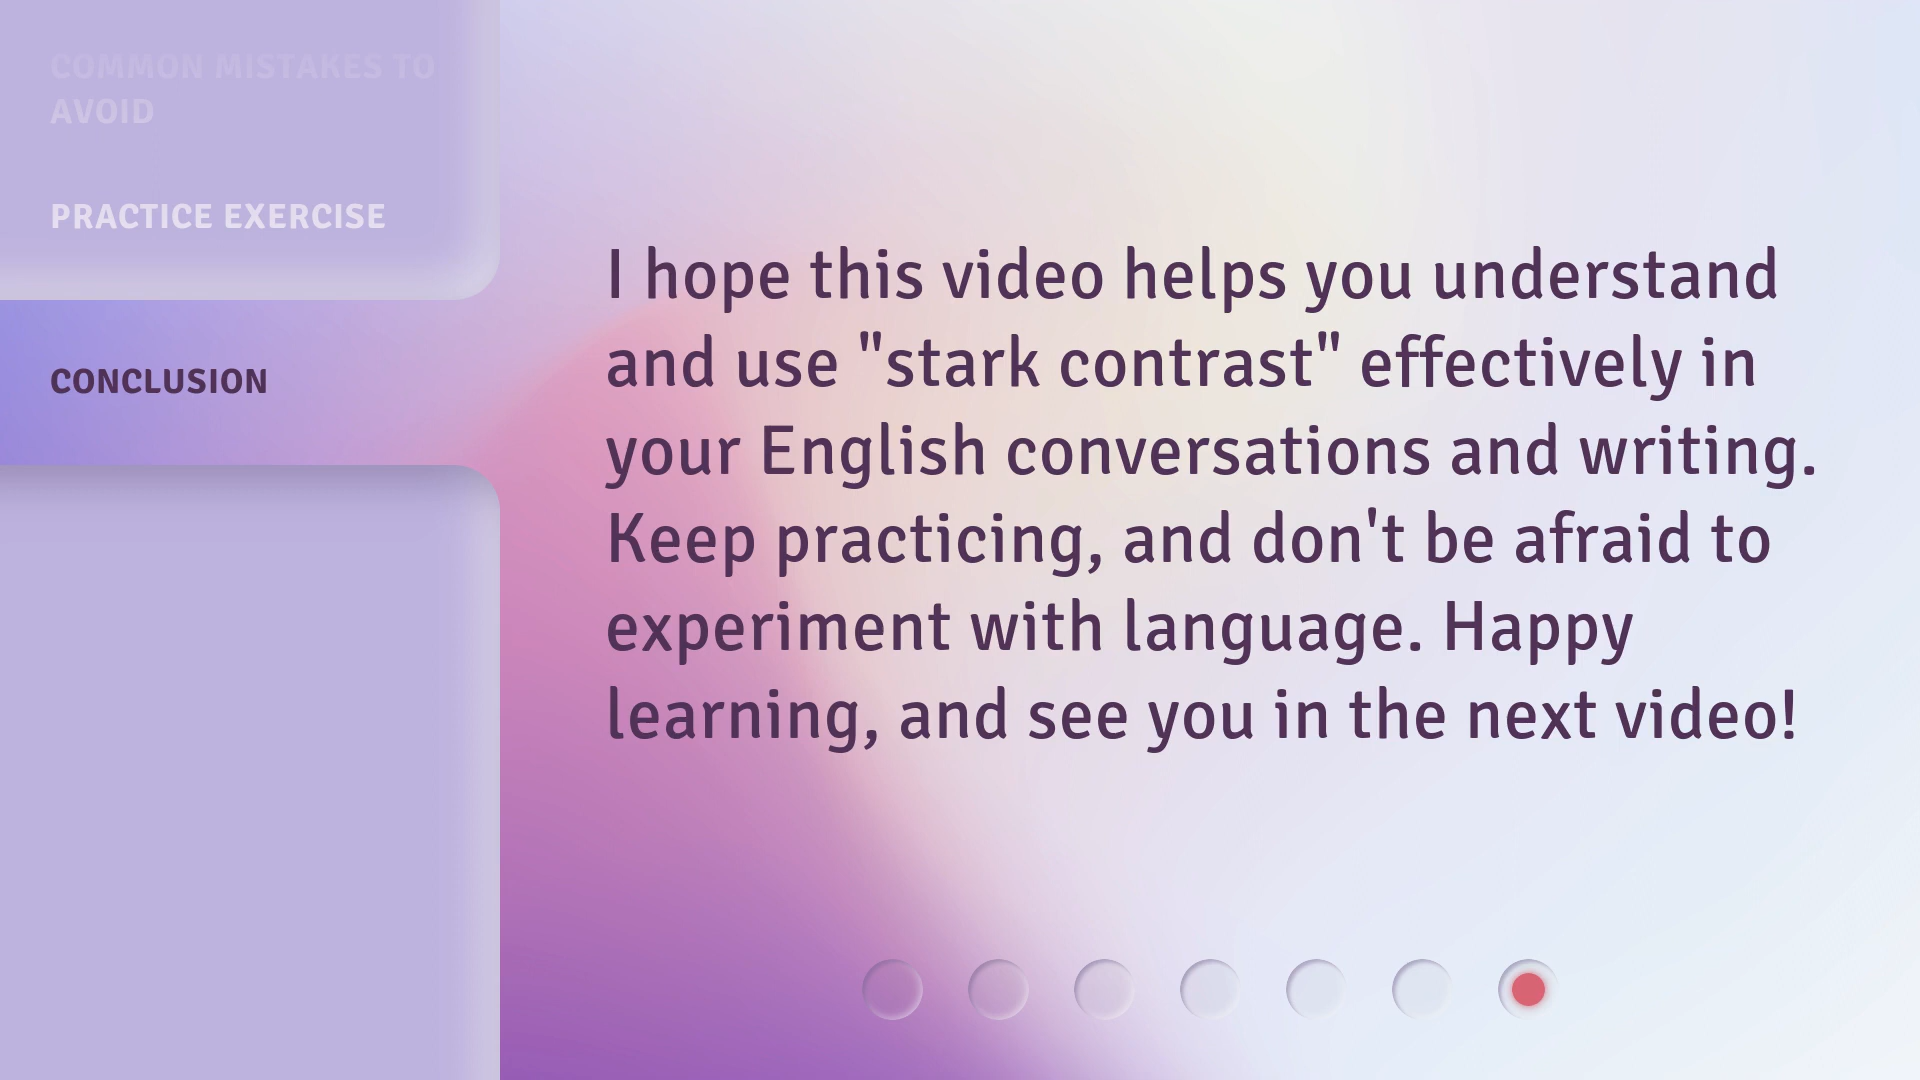 COMMON MISTAKES TO
AVOID
PRACTICE EXERCISE
CONCLUSION
I hope this video helps you understand
and use "stark contrast" effectively in
your English conversations and writing.
Keep practicing, and don't be afraid to
experiment with language. Happy
learning, and see you in the next video!